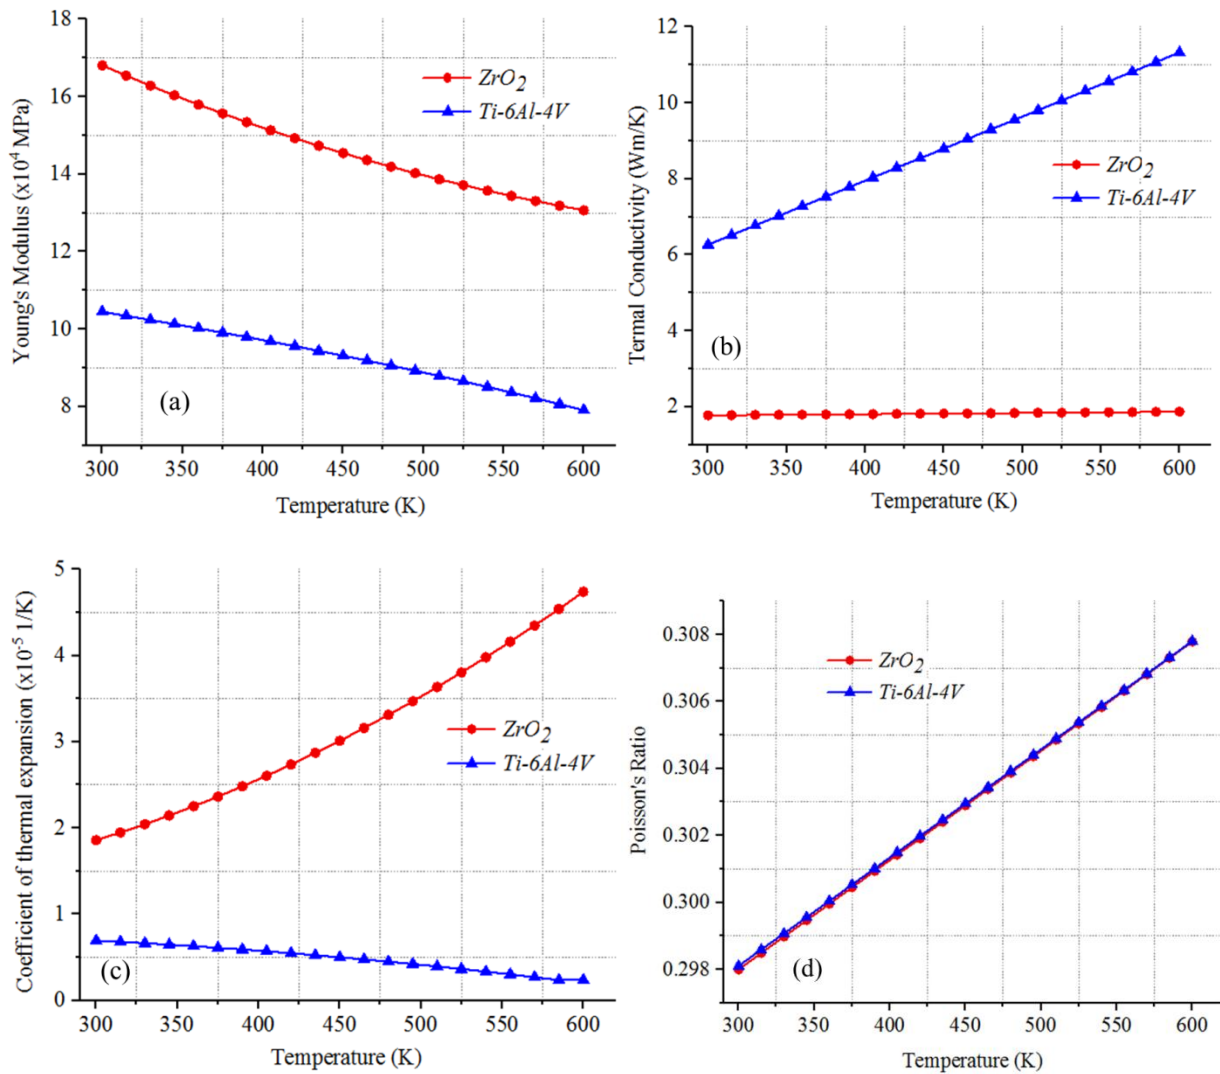 18
16
14
12
10
8
Young's Modulus (x10⁴ MPa)
ZrO₂
Ti-6Al-4V
(a)
300 350 400 450 500 550 600
Temperature (K)
12
10
8
6
4
2
Termal Conductivity (Wm/K)
ZrO₂
Ti-6Al-4V
(b)
300 350 400 450 500 550 600
Temperature (K)
5
4
3
2
1
0
Coefficient of thermal expansion (x10⁻⁵ 1/K)
ZrO₂
Ti-6Al-4V
(c)
300 350 400 450 500 550 600
Temperature (K)
0.308
0.306
0.304
0.302
0.300
0.298
Poisson's Ratio
ZrO₂
Ti-6Al-4V
(d)
300 350 400 450 500 550 600
Temperature (K)